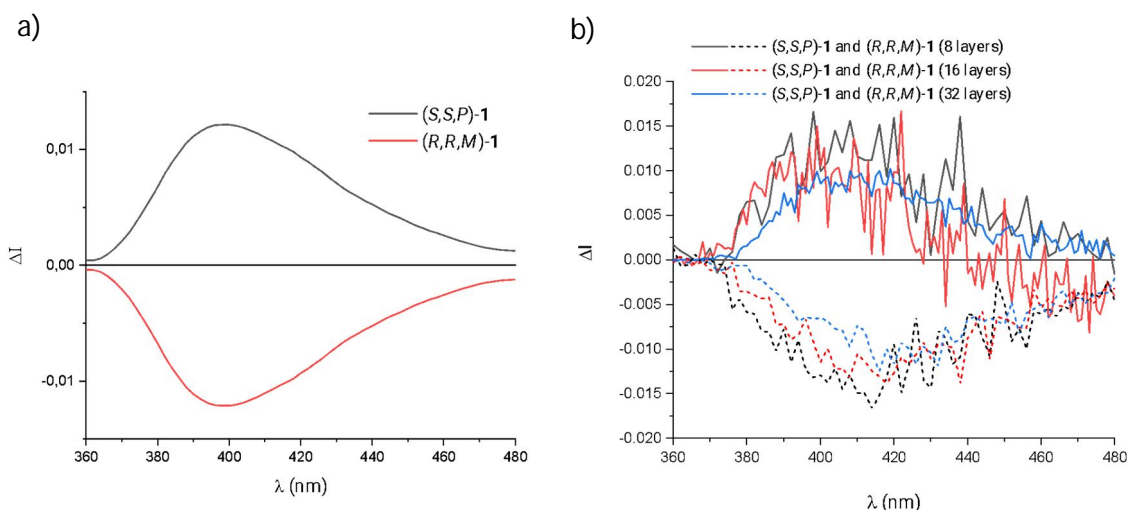 a)
ΔI
0,01
0,00
-0,01
(S,S,P)-1
(R,R,M)-1
360 380 400 420 440 460 480
λ (nm)
b)
(S,S,P)-1 and (R,R,M)-1 (8 layers)
(S,S,P)-1 and (R,R,M)-1 (16 layers)
(S,S,P)-1 and (R,R,M)-1 (32 layers)
ΔI
0.020
0.015
0.010
0.005
0.000
-0.005
-0.010
-0.015
-0.020
360 380 400 420 440 460 480
λ (nm)